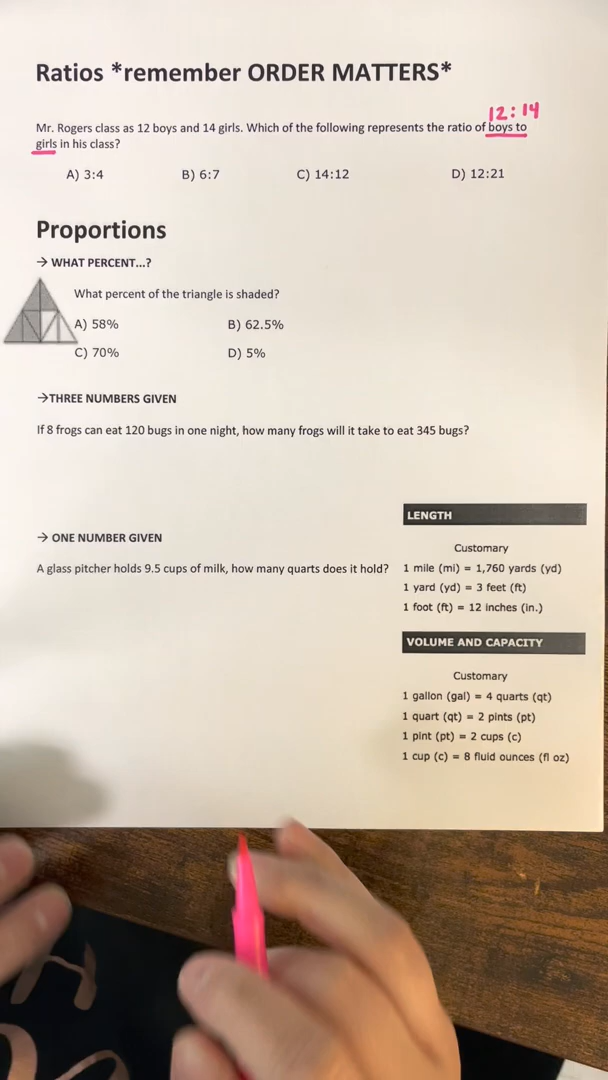 Ratios *remember ORDER MATTERS*
12:14
Mr. Rogers class as 12 boys and 14 girls. Which of the following represents the ratio of boys to
girls in his class?
A) 3:4 B) 6:7 C) 14:12 D) 12:21
Proportions
→ WHAT PERCENT...?
What percent of the triangle is shaded?
A) 58% B) 62.5%
C) 70% D) 5%
→THREE NUMBERS GIVEN
If 8 frogs can eat 120 bugs in one night, how many frogs will it take to eat 345 bugs?
→ ONE NUMBER GIVEN
A glass pitcher holds 9.5 cups of milk, how many quarts does it hold?
LENGTH
Customary
1 mile (mi) = 1,760 yards (yd)
1 yard (yd) = 3 feet (ft)
1 foot (ft) = 12 inches (in.)
VOLUME AND CAPACITY
Customary
1 gallon (gal) = 4 quarts (qt)
1 quart (qt) = 2 pints (pt)
1 pint (pt) = 2 cups (c)
1 cup (c) = 8 fluid ounces (fl oz)